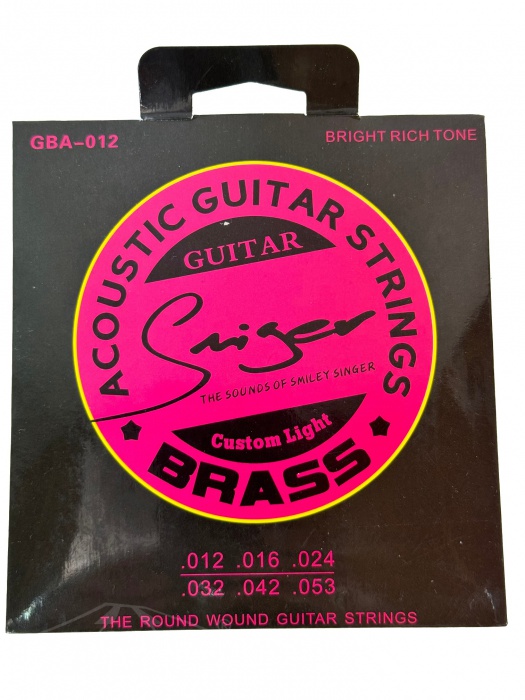 GBA-012
BRIGHT RICH TONE
ACOUSTIC GUITAR STRINGS
GUITAR
Smiger
THE SOUNDS OF SMILEY SINGER
Custom Light
BRASS
.012 .016 .024
.032 .042 .053
THE ROUND WOUND GUITAR STRINGS